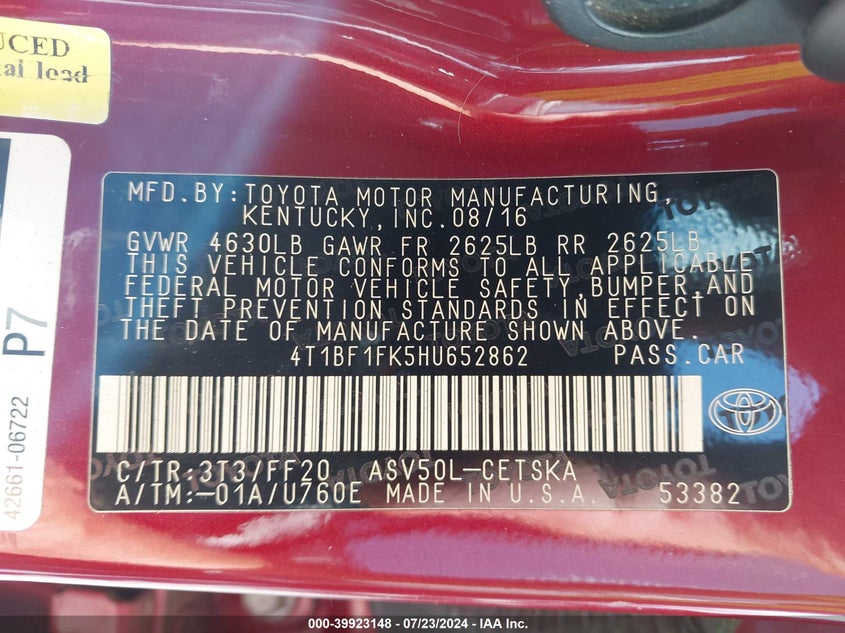 UCED
al load
P7
42661-06722
MFD.BY:TOYOTA MOTOR MANUFACTURING,
KENTUCKY,INC.08/16
GVWR 4630LB GAWR FR 2625LB RR 2625LB
THIS VEHICLE CONFORMS TO ALL APPLICABLE
FEDERAL MOTOR VEHICLE SAFETY,BUMPER,AND
THEFT PREVENTION STANDARDS IN EFFECT ON
THE DATE OF MANUFACTURE SHOWN ABOVE.
4T1BF1FK5HU652862 PASS.CAR
C/TR:3T3/FF20 ASV50L-CETSKA
A/TM:-01A/U760E MADE IN U.S.A. 53382
000-39923148 - 07/23/2024 - IAA Inc.